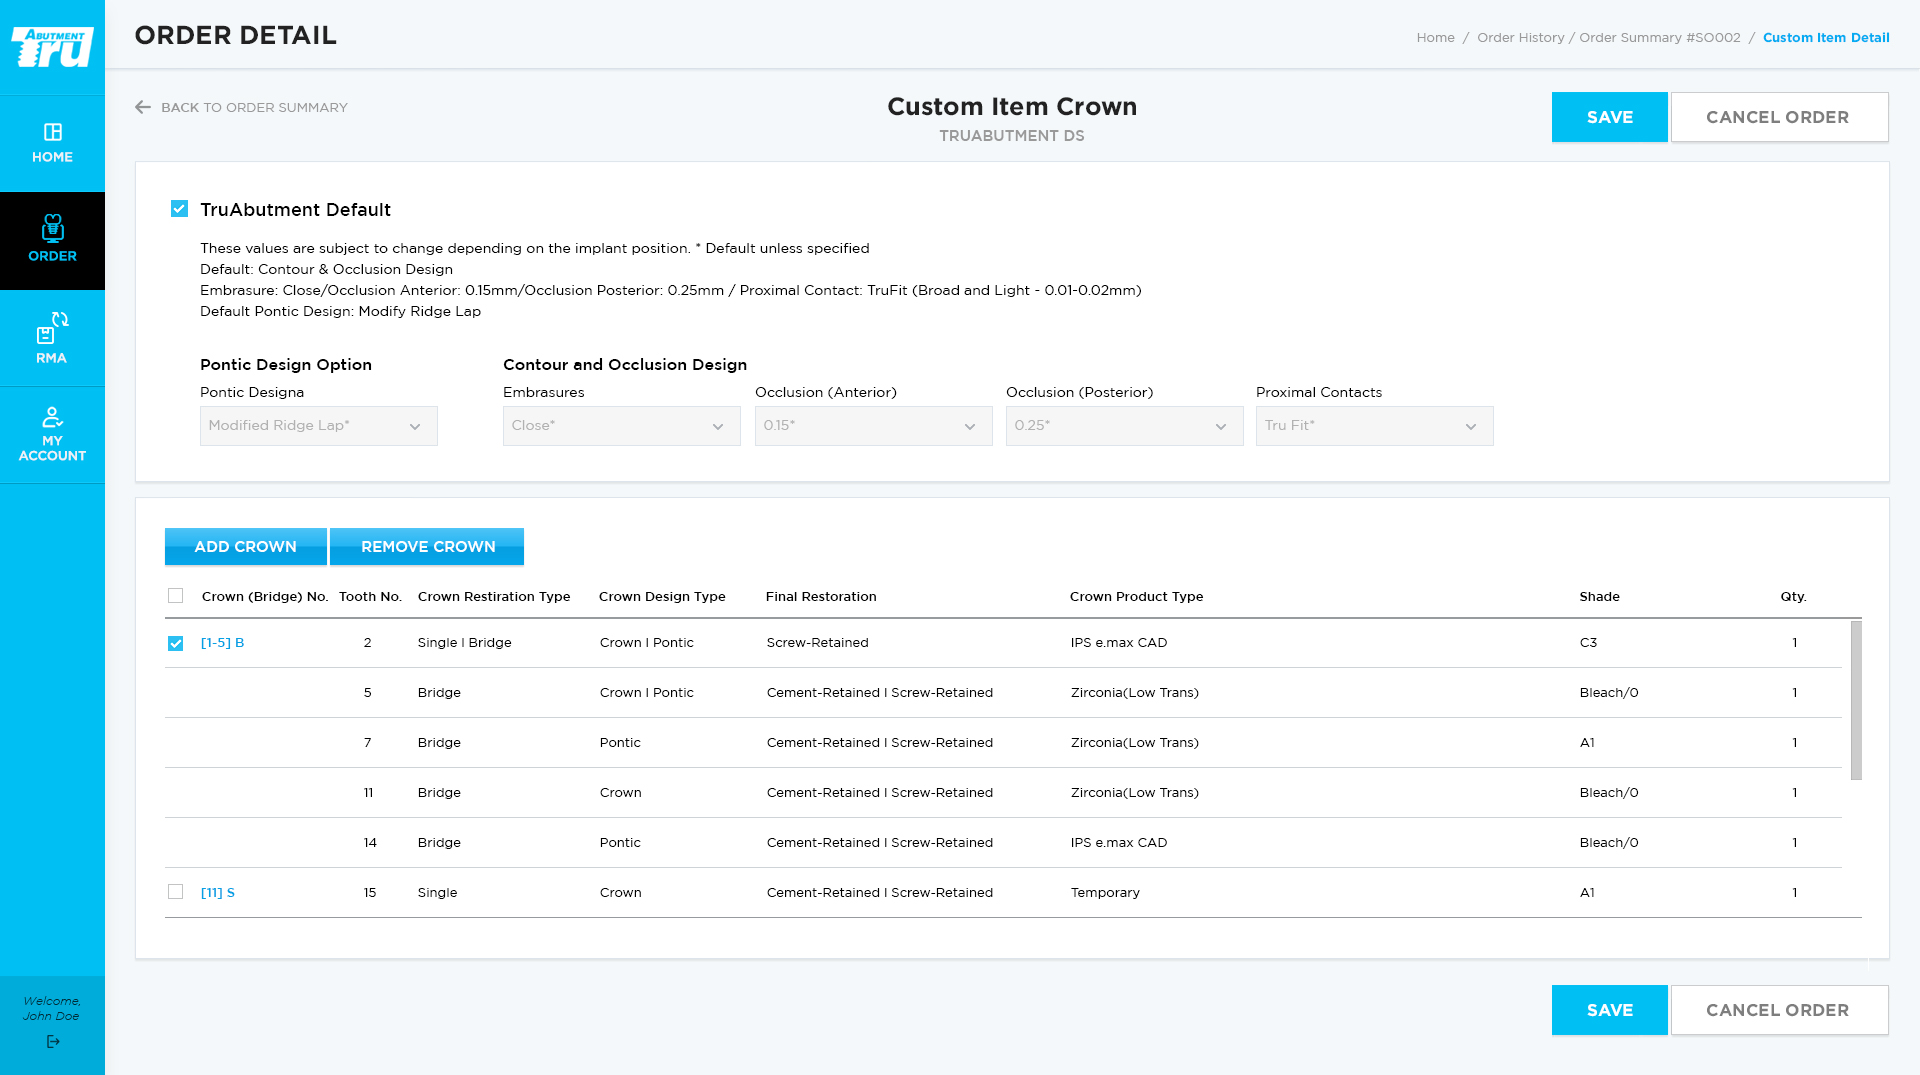 ABUTMENT
Tru
HOME
ORDER
RMA
MY
ACCOUNT
Welcome,
John Doe
ORDER DETAIL
Home / Order History / Order Summary #SO002 / Custom Item Detail
BACK TO ORDER SUMMARY
Custom Item Crown
TRUABUTMENT DS
SAVE
CANCEL ORDER
TruAbutment Default
These values are subject to change depending on the implant position. * Default unless specified
Default: Contour & Occlusion Design
Embrasure: Close/Occlusion Anterior: 0.15mm/Occlusion Posterior: 0.25mm / Proximal Contact: TruFit (Broad and Light - 0.01-0.02mm)
Default Pontic Design: Modify Ridge Lap
Pontic Design Option
Contour and Occlusion Design
Pontic Designa
Embrasures
Occlusion (Anterior)
Occlusion (Posterior)
Proximal Contacts
Modified Ridge Lap*
Close*
0.15*
0.25*
Tru Fit*
ADD CROWN
REMOVE CROWN
Crown (Bridge) No. Tooth No. Crown Restiration Type Crown Design Type Final Restoration Crown Product Type Shade Qty.
[1-5] B 2 Single I Bridge Crown I Pontic Screw-Retained IPS e.max CAD C3 1
5 Bridge Crown I Pontic Cement-Retained I Screw-Retained Zirconia(Low Trans) Bleach/0 1
7 Bridge Pontic Cement-Retained I Screw-Retained Zirconia(Low Trans) A1 1
11 Bridge Crown Cement-Retained I Screw-Retained Zirconia(Low Trans) Bleach/0 1
14 Bridge Pontic Cement-Retained I Screw-Retained IPS e.max CAD Bleach/0 1
[11] S 15 Single Crown Cement-Retained I Screw-Retained Temporary A1 1
SAVE
CANCEL ORDER